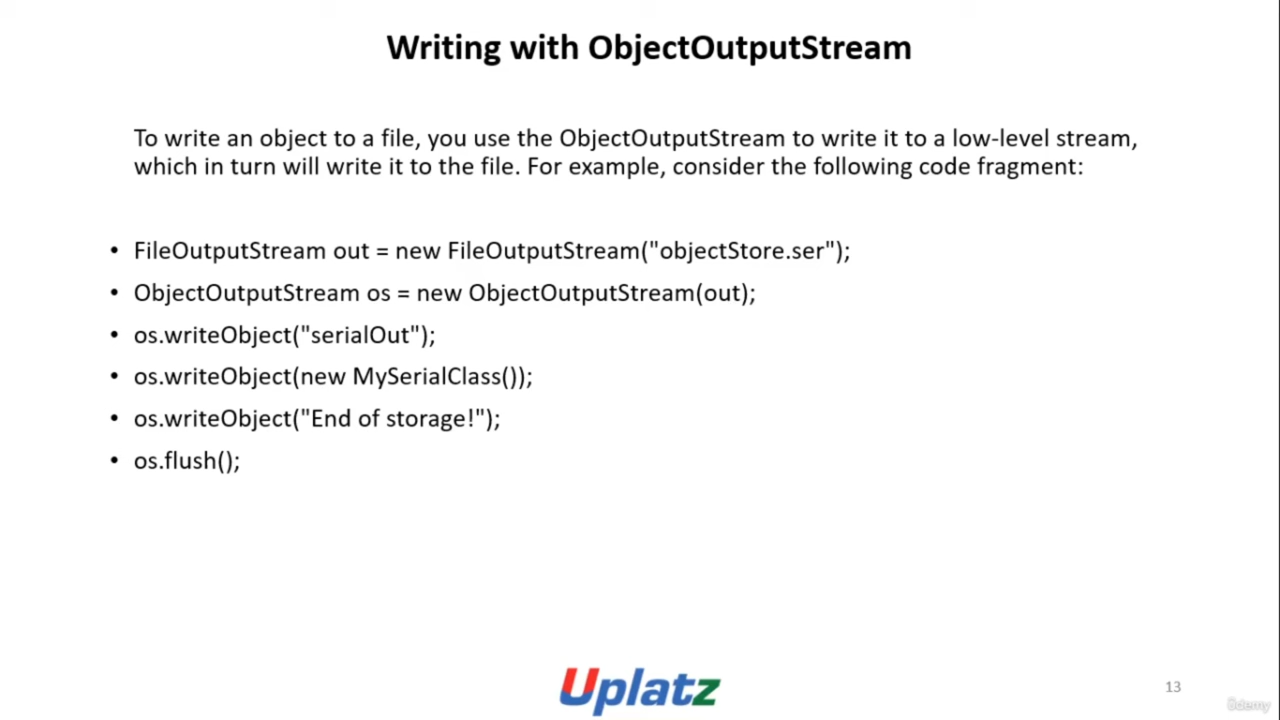 Writing with ObjectOutputStream
To write an object to a file, you use the ObjectOutputStream to write it to a low-level stream,
which in turn will write it to the file. For example, consider the following code fragment:
• FileOutputStream out = new FileOutputStream("objectStore.ser");
• ObjectOutputStream os = new ObjectOutputStream(out);
• os.writeObject("serialOut");
• os.writeObject(new MySerialClass());
• os.writeObject("End of storage!");
• os.flush();
Uplatz
13
ûdemy